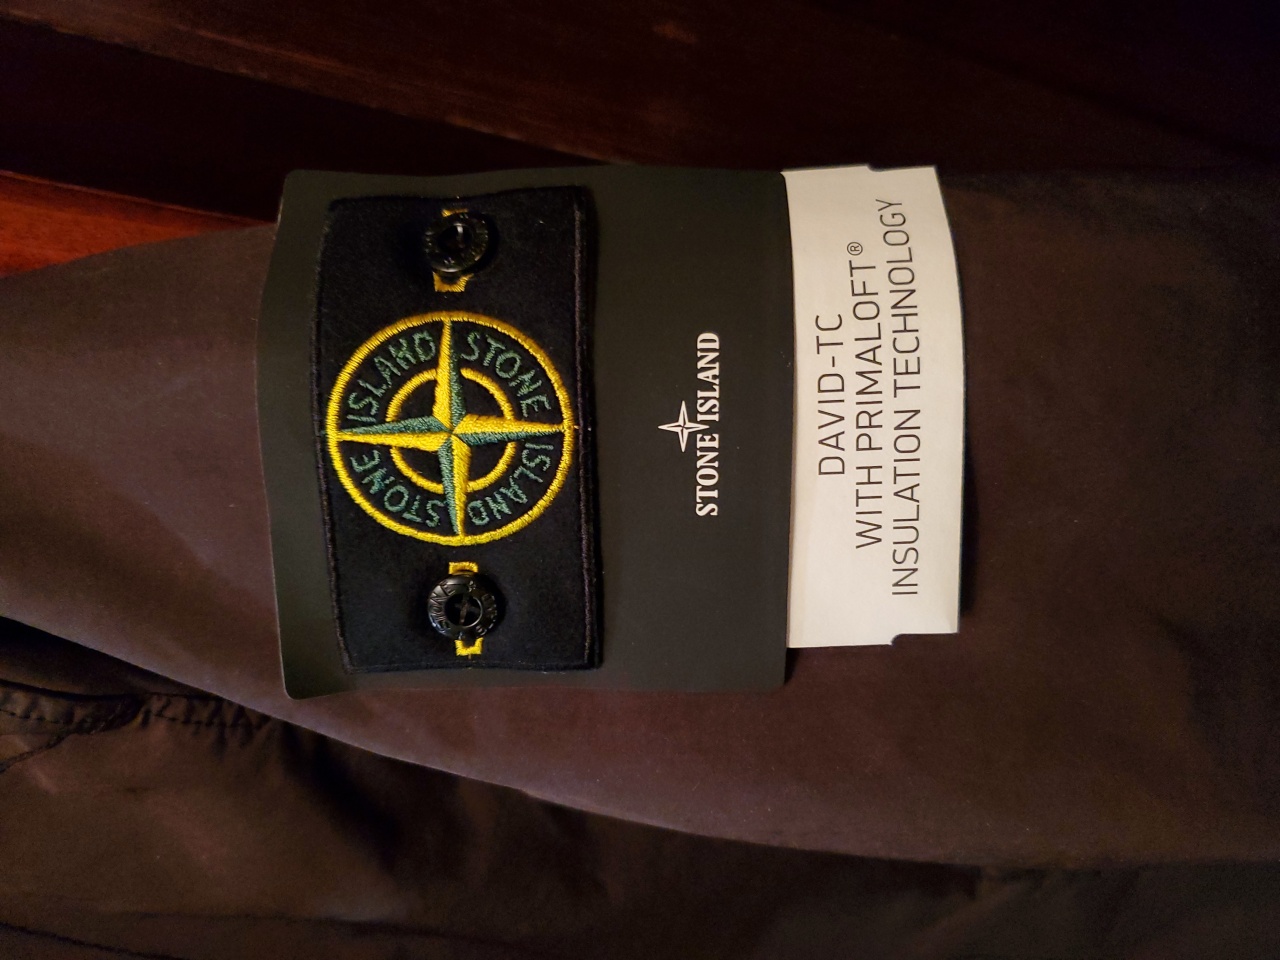 ISLAND STONE
STONE ISLAND
STONE ISLAND
DAVID-TC
WITH PRIMALOFT®
INSULATION TECHNOLOGY